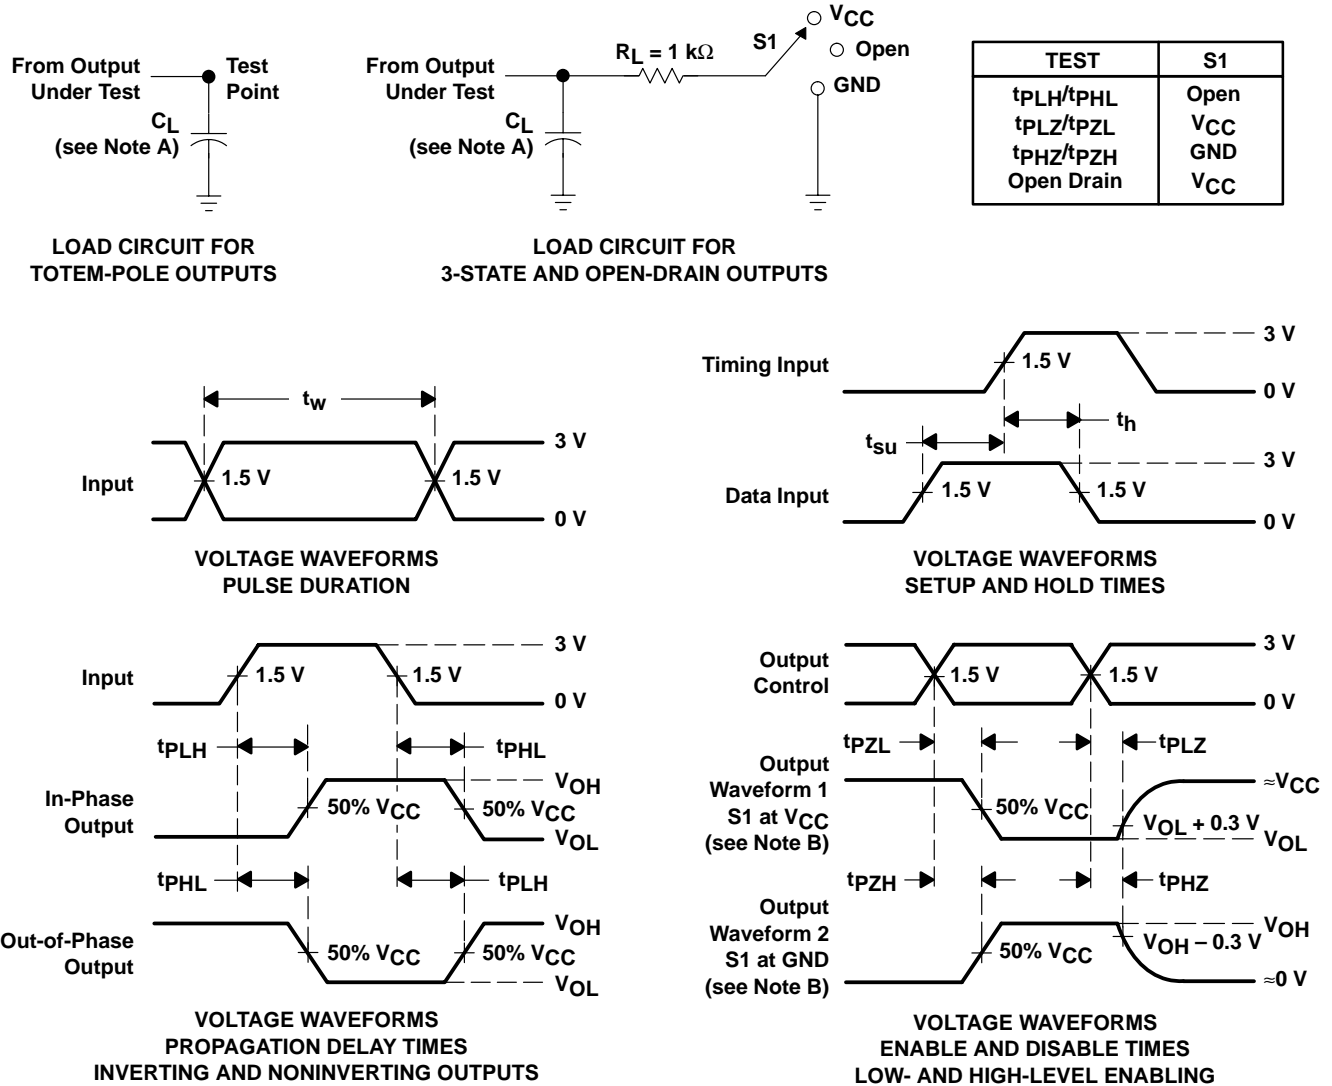 From Output
Under Test
Test
Point
CL
(see Note A)
LOAD CIRCUIT FOR
TOTEM-POLE OUTPUTS
From Output
Under Test
CL
(see Note A)
RL = 1 kΩ
S1
VCC
Open
GND
LOAD CIRCUIT FOR
3-STATE AND OPEN-DRAIN OUTPUTS
TEST S1
tPLH/tPHL Open
tPLZ/tPZL VCC
tPHZ/tPZH GND
Open Drain VCC
tw
Input
1.5 V
1.5 V
3 V
0 V
VOLTAGE WAVEFORMS
PULSE DURATION
Timing Input
1.5 V
3 V
0 V
th
tsu
Data Input
1.5 V
1.5 V
3 V
0 V
VOLTAGE WAVEFORMS
SETUP AND HOLD TIMES
Input
1.5 V
1.5 V
3 V
0 V
tPLH
tPHL
In-Phase
Output
50% VCC
50% VCC
VOH
VOL
tPHL
tPLH
Out-of-Phase
Output
50% VCC
50% VCC
VOH
VOL
VOLTAGE WAVEFORMS
PROPAGATION DELAY TIMES
INVERTING AND NONINVERTING OUTPUTS
Output
Control
1.5 V
1.5 V
3 V
0 V
tPZL
tPLZ
Output
Waveform 1
S1 at VCC
(see Note B)
50% VCC
VOL + 0.3 V
≈VCC
VOL
tPZH
tPHZ
Output
Waveform 2
S1 at GND
(see Note B)
50% VCC
VOH − 0.3 V
VOH
≈0 V
VOLTAGE WAVEFORMS
ENABLE AND DISABLE TIMES
LOW- AND HIGH-LEVEL ENABLING